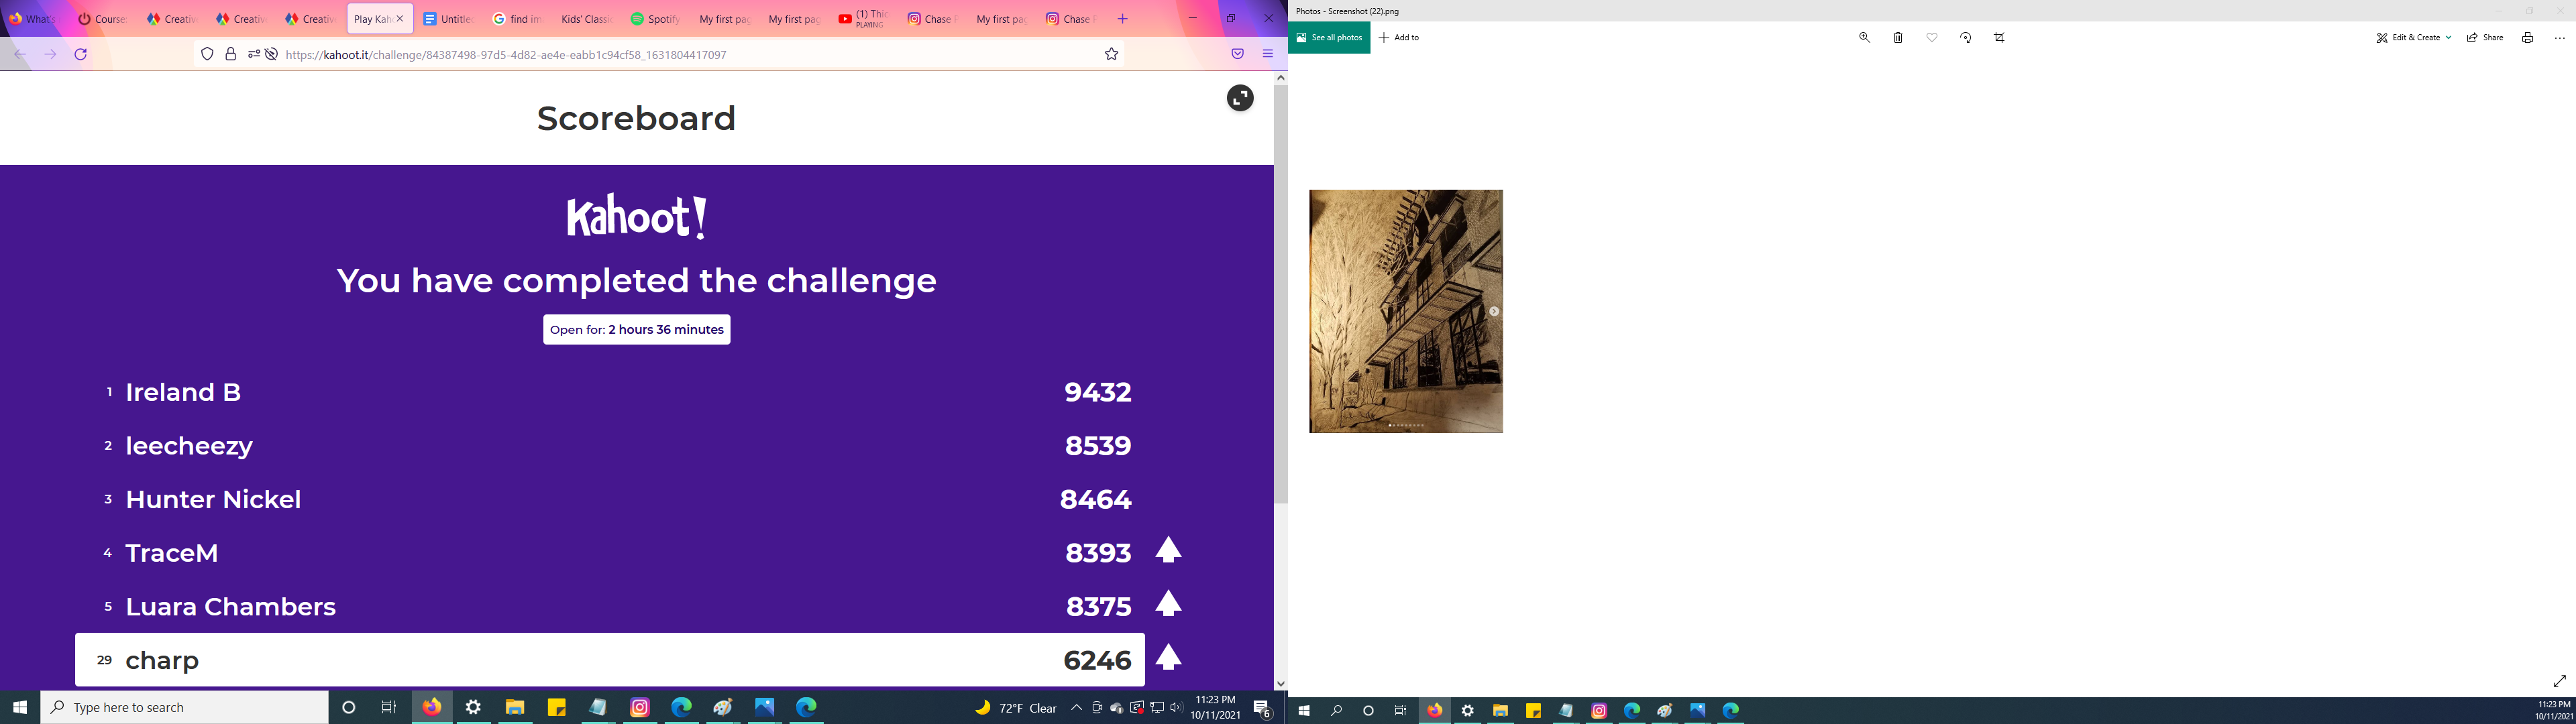 What's
Course
Creativ
Creativ
Creativ
Play Kah
Untitled
find im
Kids' Classic
Spotify
My first pag
My first pag
(1) Thic
PLAYING
Chase F
My first pag
Chase F
https://kahoot.it/challenge/84387498-97d5-4d82-ae4e-eabb1c94cf58_1631804417097
Scoreboard
Kahoot!
You have completed the challenge
Open for: 2 hours 36 minutes
1 Ireland B 9432
2 leecheezy 8539
3 Hunter Nickel 8464
4 TraceM 8393
5 Luara Chambers 8375
29 charp 6246
Type here to search
72°F Clear
11:23 PM
10/11/2021
6
Photos - Screenshot (22).png
See all photos
Add to
Edit & Create
Share
11:23 PM
10/11/2021